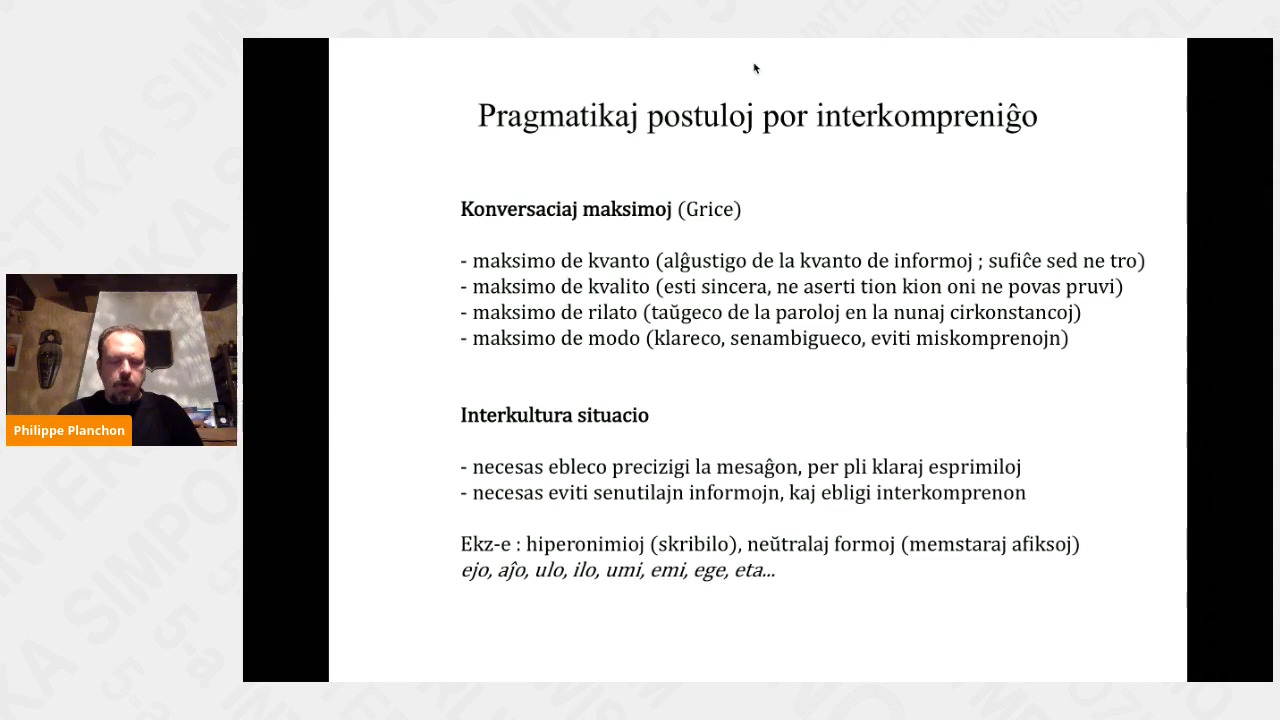 Pragmatikaj postuloj por interkompreniĝo
Konversaciaj maksimoj (Grice)
- maksimo de kvanto (alĝustigo de la kvanto de informoj ; sufiĉe sed ne tro)
- maksimo de kvalito (esti sincera, ne aserti tion kion oni ne povas pruvi)
- maksimo de rilato (taŭgeco de la paroloj en la nunaj cirkonstancoj)
- maksimo de modo (klareco, senambigueco, eviti miskomprenojn)
Interkultura situacio
- necesas ebleco precizigi la mesaĝon, per pli klaraj esprimiloj
- necesas eviti senutilajn informojn, kaj ebligi interkomprenon
Ekz-e : hiperonimioj (skribilo), neŭtralaj formoj (memstaraj afiksoj)
ejo, aĵo, ulo, ilo, umi, emi, ege, eta...
Philippe Planchon